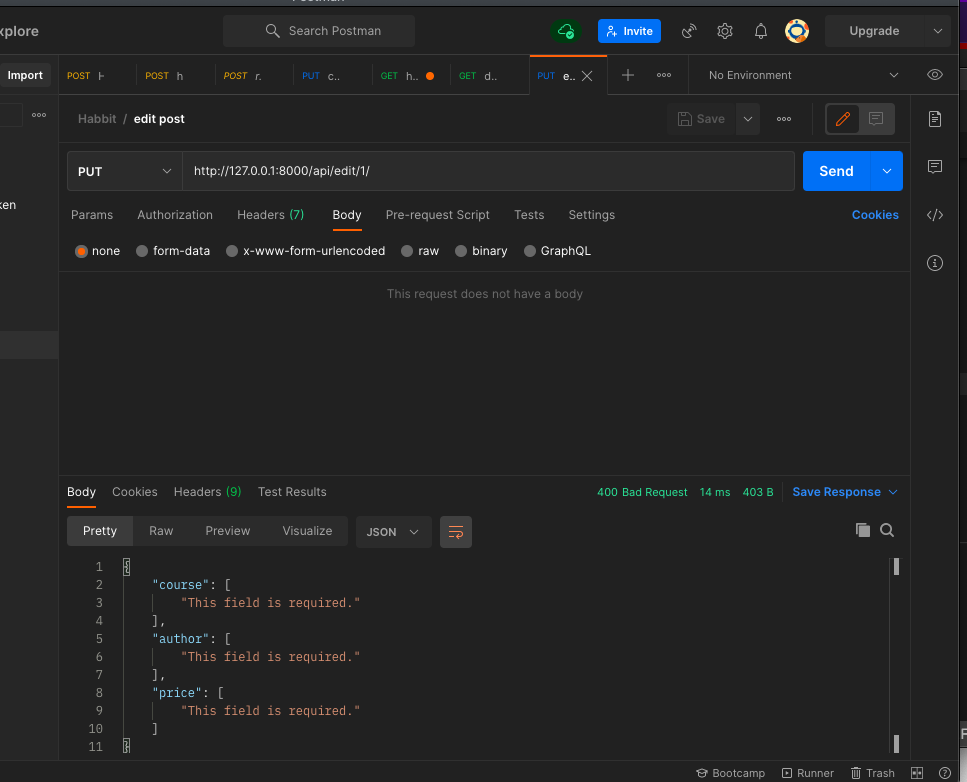 Postman
xplore
Search Postman
Invite
Upgrade
Import
POST H
POST h
POST r.
PUT c..
GET h..
GET d..
PUT e..
No Environment
Habbit / edit post
Save
PUT
http://127.0.0.1:8000/api/edit/1/
Send
ken
Params
Authorization
Headers (7)
Body
Pre-request Script
Tests
Settings
Cookies
none
form-data
x-www-form-urlencoded
raw
binary
GraphQL
This request does not have a body
Body
Cookies
Headers (9)
Test Results
400 Bad Request
14 ms
403 B
Save Response
Pretty
Raw
Preview
Visualize
JSON
1 {
2 "course": [
3 "This field is required."
4 ],
5 "author": [
6 "This field is required."
7 ],
8 "price": [
9 "This field is required."
10 ]
11 }
Bootcamp
Runner
Trash